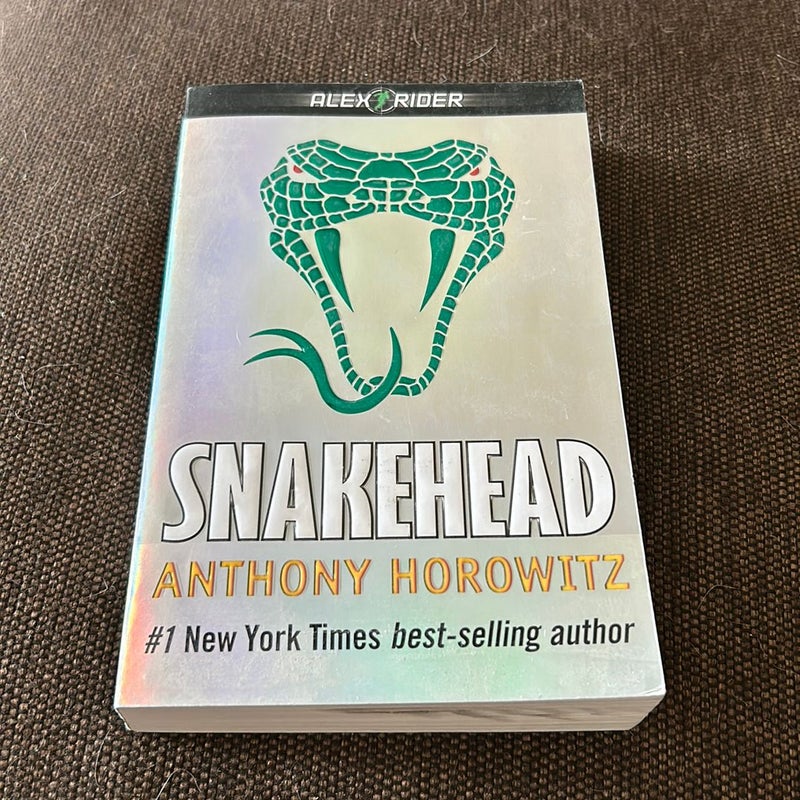 ALEX RIDER
SNAKEHEAD
ANTHONY HOROWITZ
#1 New York Times best-selling author